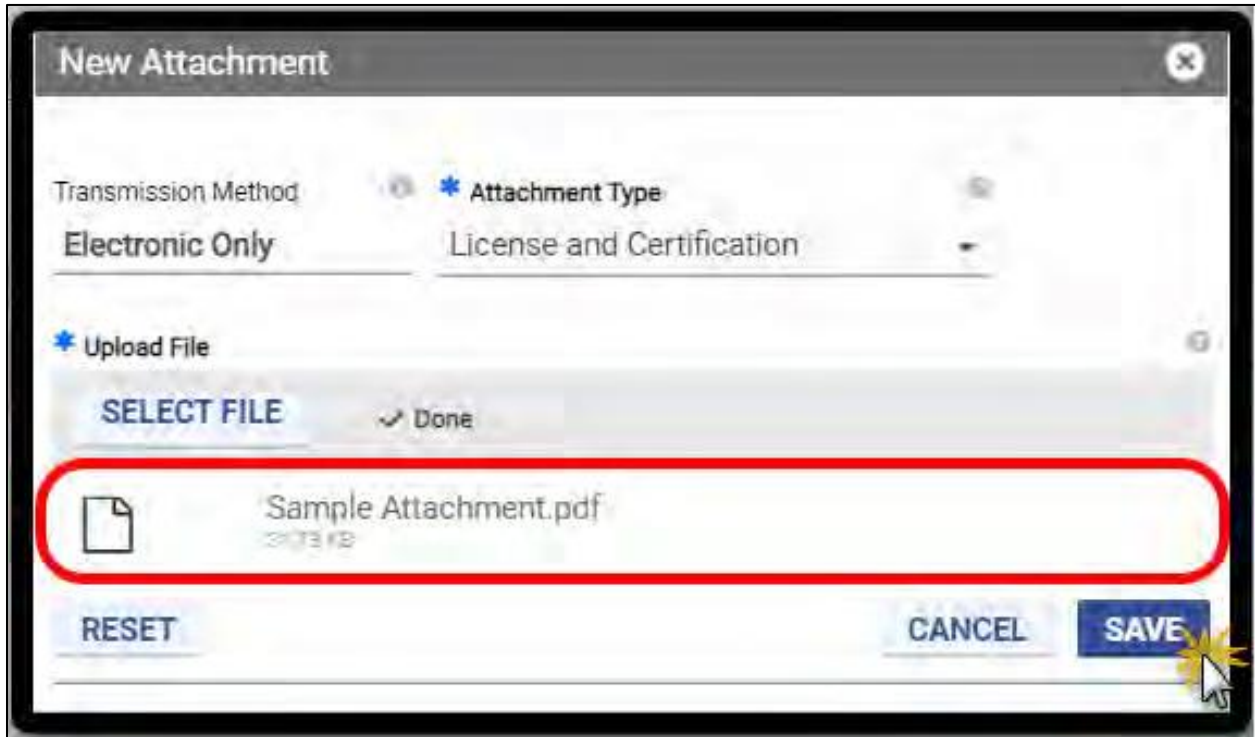 New Attachment
Transmission Method * Attachment Type
Electronic Only License and Certification
* Upload File
SELECT FILE Done
Sample Attachment.pdf
KB
RESET CANCEL SAVE